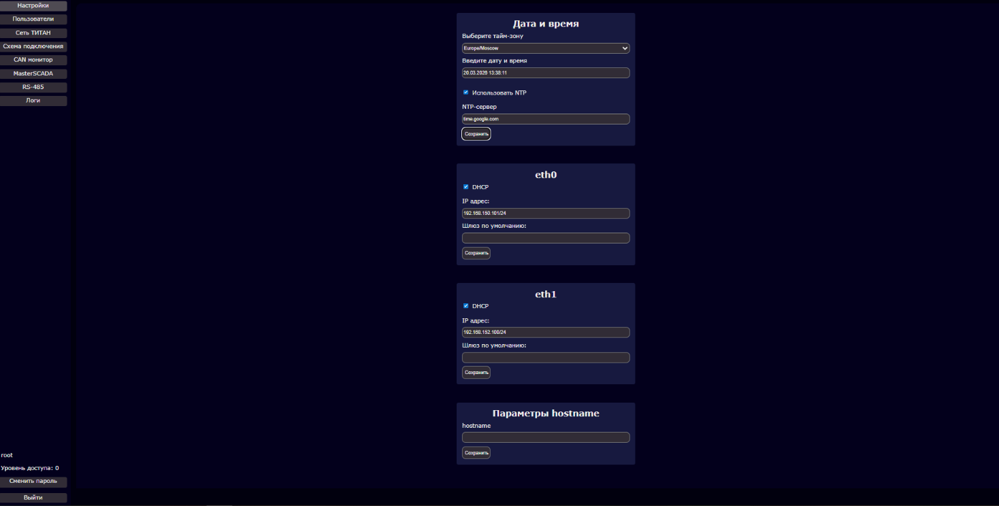 Настройки
Пользователи
Сеть ТИТАН
Схема подключения
CAN монитор
MasterSCADA
RS-485
Логи
Дата и время
Выберите тайм-зону
Europe/Moscow
Введите дату и время
20.03.2026 13:38:11
Использовать NTP
NTP-сервер
time.google.com
Сохранить
eth0
DHCP
IP адрес:
192.168.150.101/24
Шлюз по умолчанию:
Сохранить
eth1
DHCP
IP адрес:
192.168.152.100/24
Шлюз по умолчанию:
Сохранить
Параметры hostname
hostname
Сохранить
root
Уровень доступа: 0
Сменить пароль
Выйти